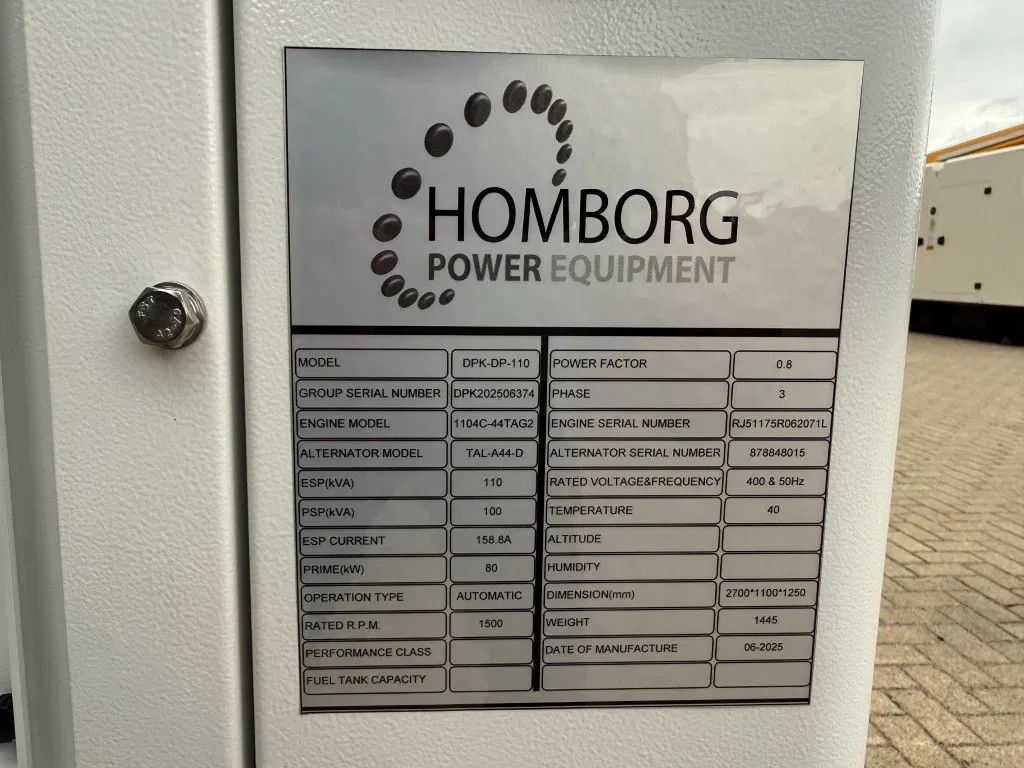 HOMBORG
POWER EQUIPMENT
MODEL DPK-DP-110 POWER FACTOR 0.8
GROUP SERIAL NUMBER DPK202506374 PHASE 3
ENGINE MODEL 1104C-44TAG2 ENGINE SERIAL NUMBER RJ51175R062071L
ALTERNATOR MODEL TAL-A44-D ALTERNATOR SERIAL NUMBER 878848015
ESP(kVA) 110 RATED VOLTAGE&FREQUENCY 400 & 50Hz
PSP(kVA) 100 TEMPERATURE 40
ESP CURRENT 158.8A ALTITUDE
PRIME(kW) 80 HUMIDITY
OPERATION TYPE AUTOMATIC DIMENSION(mm) 2700*1100*1250
RATED R.P.M. 1500 WEIGHT 1445
PERFORMANCE CLASS DATE OF MANUFACTURE 06-2025
FUEL TANK CAPACITY